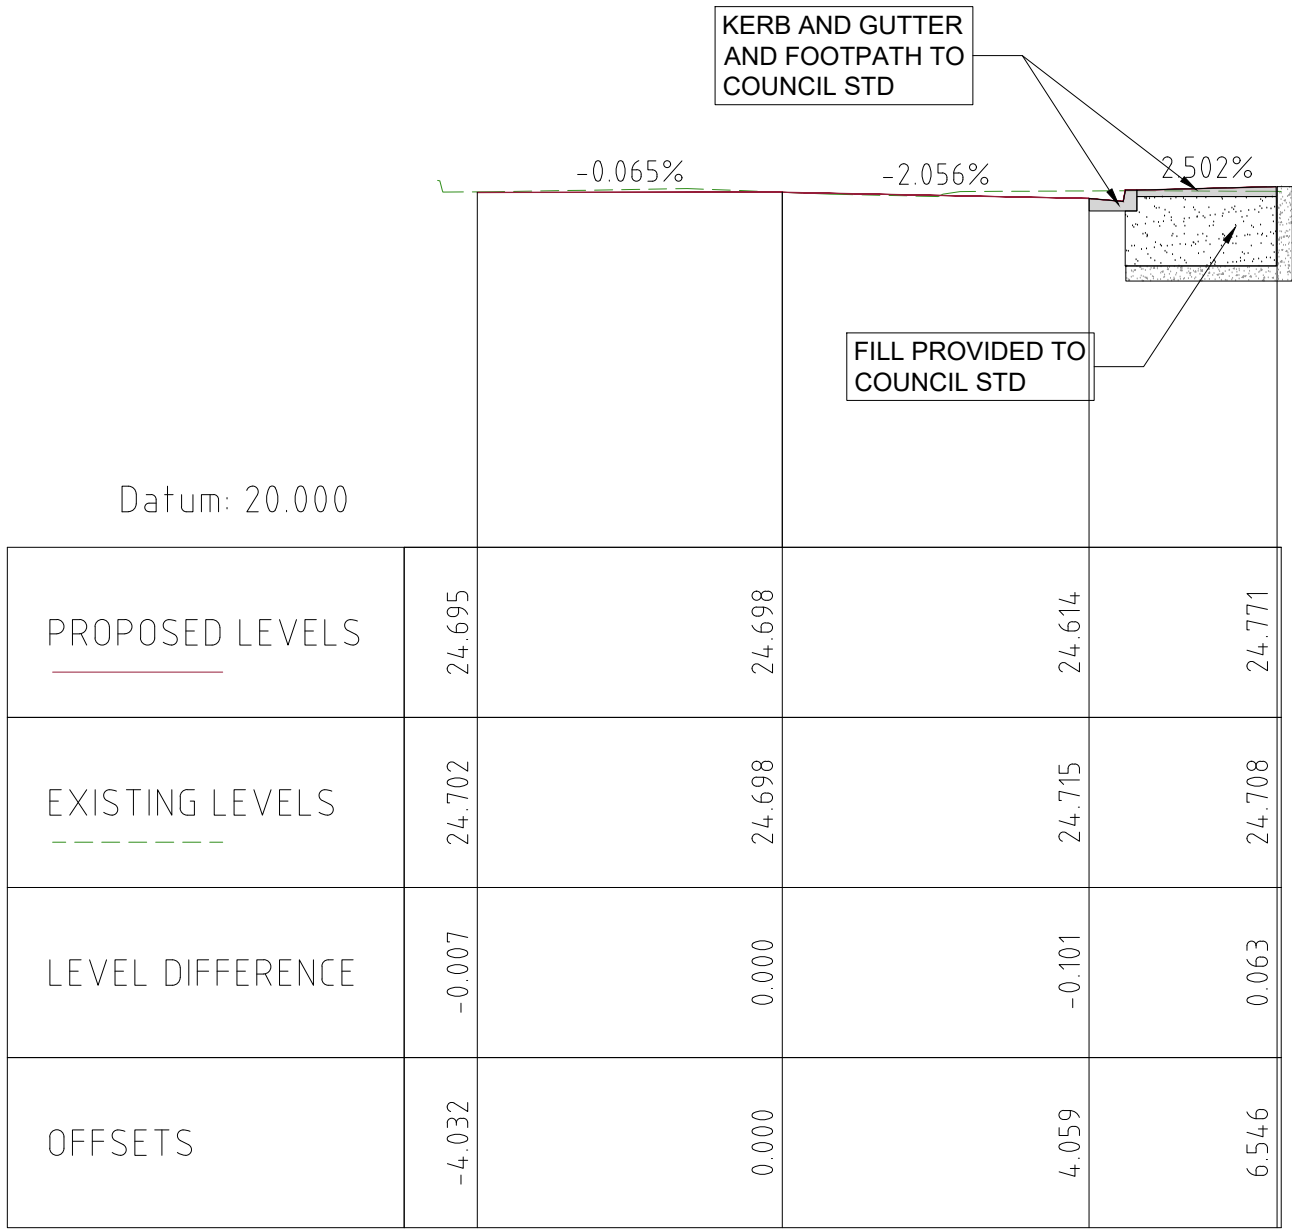 KERB AND GUTTER
AND FOOTPATH TO
COUNCIL STD
-0.065%
-2.056%
2.502%
FILL PROVIDED TO
COUNCIL STD
Datum: 20.000
PROPOSED LEVELS
24.695
24.698
24.614
24.771
EXISTING LEVELS
24.702
24.698
24.715
24.708
LEVEL DIFFERENCE
-0.007
0.000
-0.101
0.063
OFFSETS
-4.032
0.000
4.059
6.546